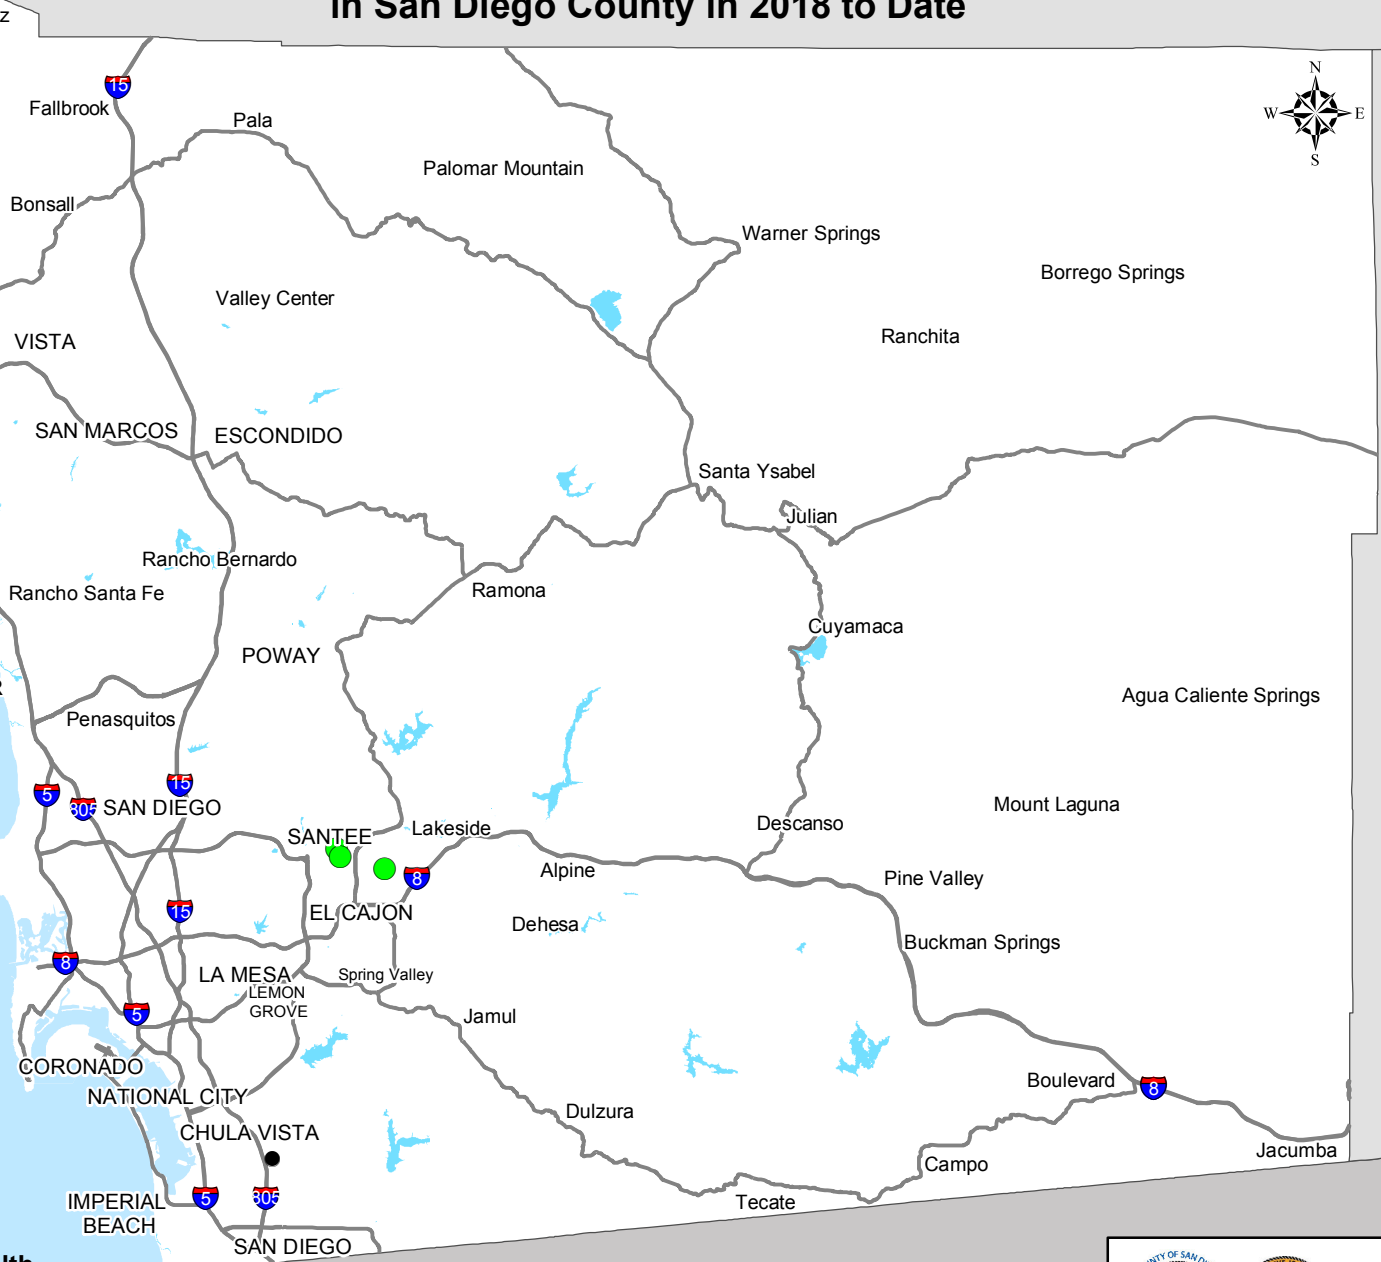 in San Diego County in 2018 to Date
z
N
W E
S
15
Fallbrook
Pala
Palomar Mountain
Bonsall
Warner Springs
Borrego Springs
Valley Center
Ranchita
VISTA
SAN MARCOS
ESCONDIDO
Santa Ysabel
Julian
Rancho Bernardo
Rancho Santa Fe
Ramona
Cuyamaca
POWAY
R
Agua Caliente Springs
Penasquitos
15
5
805
SAN DIEGO
Mount Laguna
SANTEE
Lakeside
Descanso
Alpine
8
Pine Valley
15
EL CAJON
Dehesa
Buckman Springs
8
LA MESA
Spring Valley
LEMON
GROVE
5
Jamul
CORONADO
NATIONAL CITY
Boulevard
8
Dulzura
CHULA VISTA
Jacumba
Campo
5
805
IMPERIAL
BEACH
Tecate
SAN DIEGO
lth